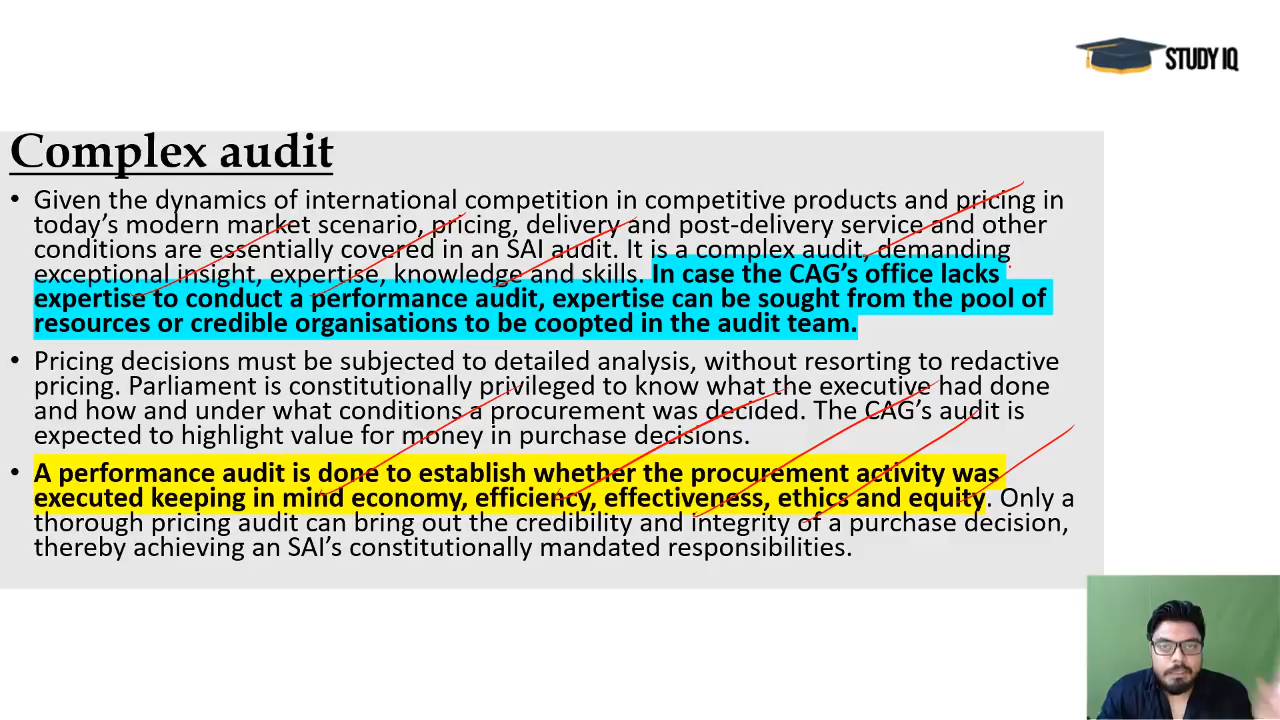 STUDY IQ
Complex audit
• Given the dynamics of international competition in competitive products and pricing in
today’s modern market scenario, pricing, delivery and post-delivery service and other
conditions are essentially covered in an SAI audit. It is a complex audit, demanding
exceptional insight, expertise, knowledge and skills. In case the CAG’s office lacks
expertise to conduct a performance audit, expertise can be sought from the pool of
resources or credible organisations to be coopted in the audit team.
• Pricing decisions must be subjected to detailed analysis, without resorting to redactive
pricing. Parliament is constitutionally privileged to know what the executive had done
and how and under what conditions a procurement was decided. The CAG’s audit is
expected to highlight value for money in purchase decisions.
• A performance audit is done to establish whether the procurement activity was
executed keeping in mind economy, efficiency, effectiveness, ethics and equity. Only a
thorough pricing audit can bring out the credibility and integrity of a purchase decision,
thereby achieving an SAI’s constitutionally mandated responsibilities.